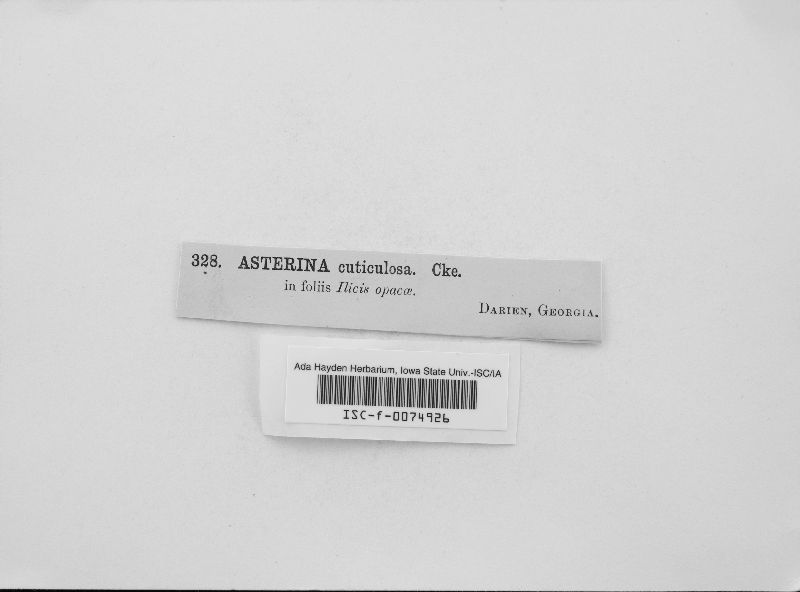 328. ASTERINA cuticulosa. Cke.
in foliis Ilicis opacæ.
DARIEN, GEORGIA.
Ada Hayden Herbarium, Iowa State Univ.-ISC/IA
ISC-f-0074926